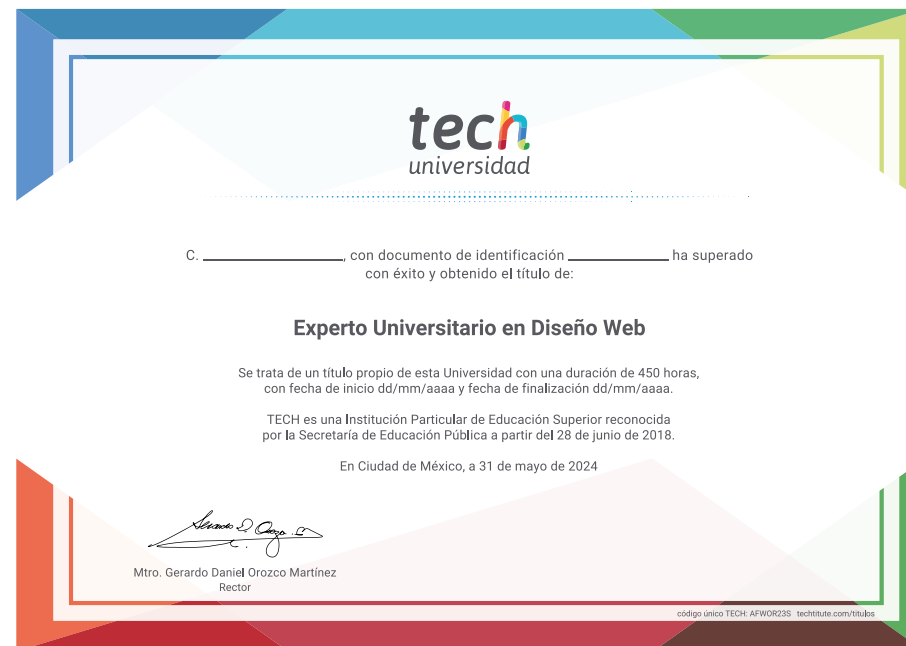 tech
universidad
C. ________________, con documento de identificación ____________ ha superado
con éxito y obtenido el título de:
Experto Universitario en Diseño Web
Se trata de un título propio de esta Universidad con una duración de 450 horas,
con fecha de inicio dd/mm/aaaa y fecha de finalización dd/mm/aaaa.
TECH es una Institución Particular de Educación Superior reconocida
por la Secretaría de Educación Pública a partir del 28 de junio de 2018.
En Ciudad de México, a 31 de mayo de 2024
Mtro. Gerardo Daniel Orozco Martínez
Rector
código único TECH: AFWOR23S techtitute.com/titulos